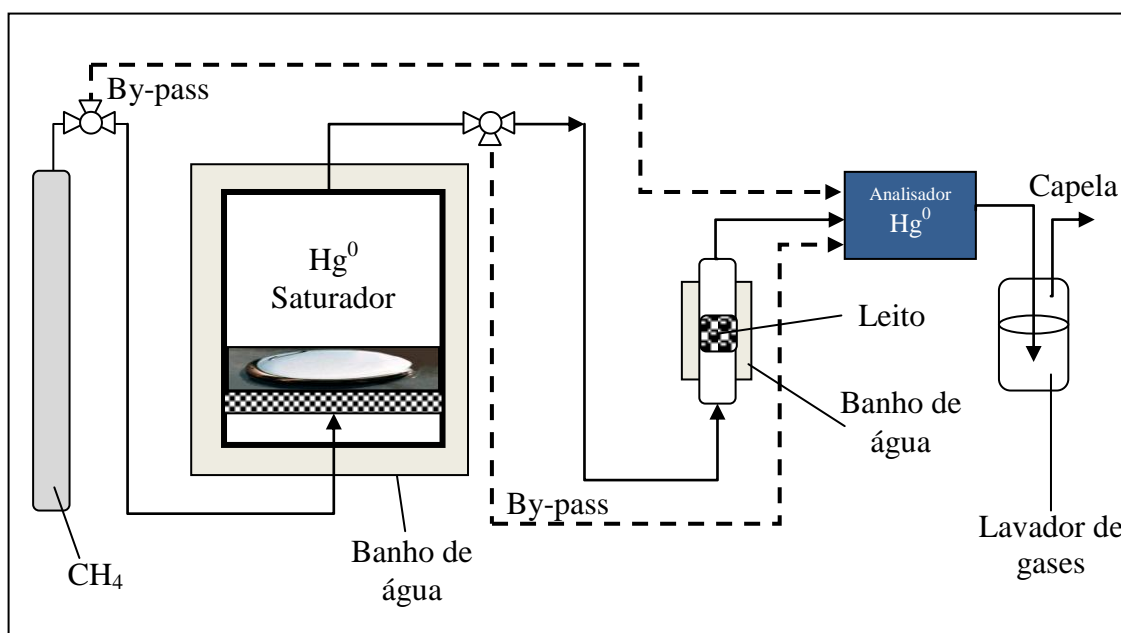 By-pass
Hg⁰
Saturador
Analisador
Hg⁰
Capela
Leito
Banho de
água
By-pass
Banho de
água
Lavador de
gases
CH₄